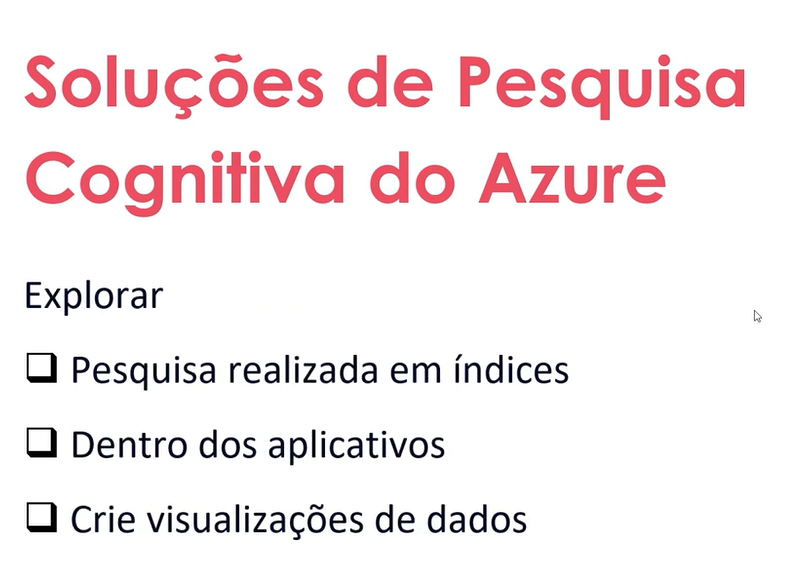 Soluções de Pesquisa
Cognitiva do Azure
Explorar
Pesquisa realizada em índices
Dentro dos aplicativos
Crie visualizações de dados